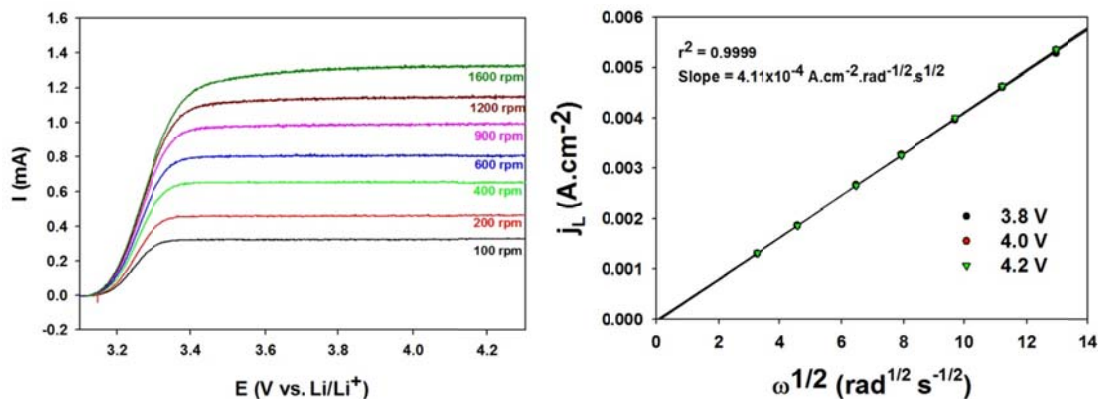 1.6
1.4
1.2
1.0
0.8
0.6
0.4
0.2
0.0
-0.2
I (mA)
1600 rpm
1200 rpm
900 rpm
600 rpm
400 rpm
200 rpm
100 rpm
3.2 3.4 3.6 3.8 4.0 4.2
E (V vs. Li/Li+)
0.006
0.005
0.004
0.003
0.002
0.001
0.000
jL (A.cm-2)
r2 = 0.9999
Slope = 4.11x10-4 A.cm-2.rad-1/2.s1/2
3.8 V
4.0 V
4.2 V
0 2 4 6 8 10 12 14
ω1/2 (rad1/2 s-1/2)